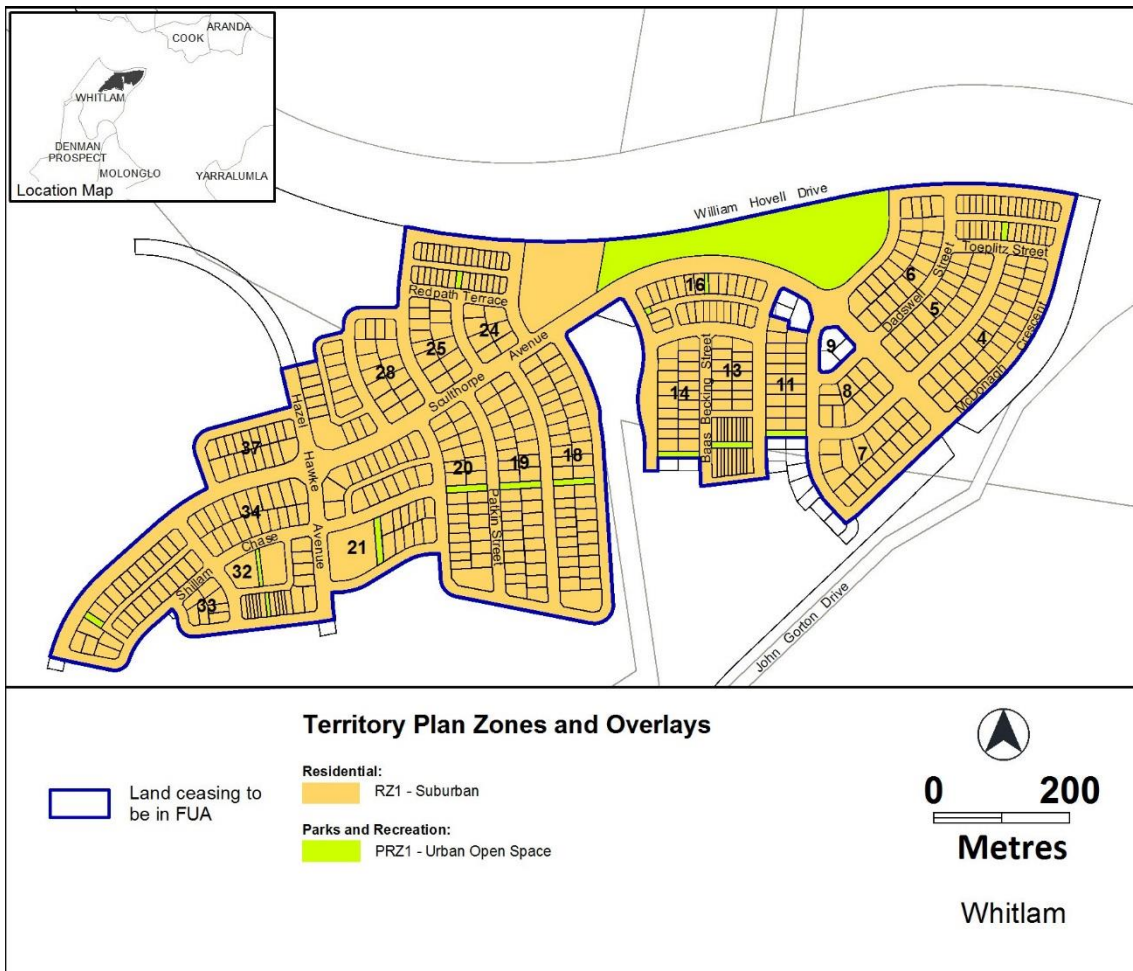 ARANDA
COOK
WHITLAM
DENMAN
PROSPECT
MOLONGLO
YARRALUMLA
Location Map
William Hovell Drive
Toeplitz Street
Redpath Terrace
16
6
Dadswell Street
5
24
25
Sculthorpe Avenue
4
9
28
13
14
Baas Becking Street
11
8
McDonagh Crescent
Hazel Hawke Avenue
37
20
19
18
7
Patkin Street
34
21
Chase
32
Shillam
33
John Gorton Drive
Territory Plan Zones and Overlays
Land ceasing to
be in FUA
Residential:
RZ1 - Suburban
Parks and Recreation:
PRZ1 - Urban Open Space
0 200
Metres
Whitlam